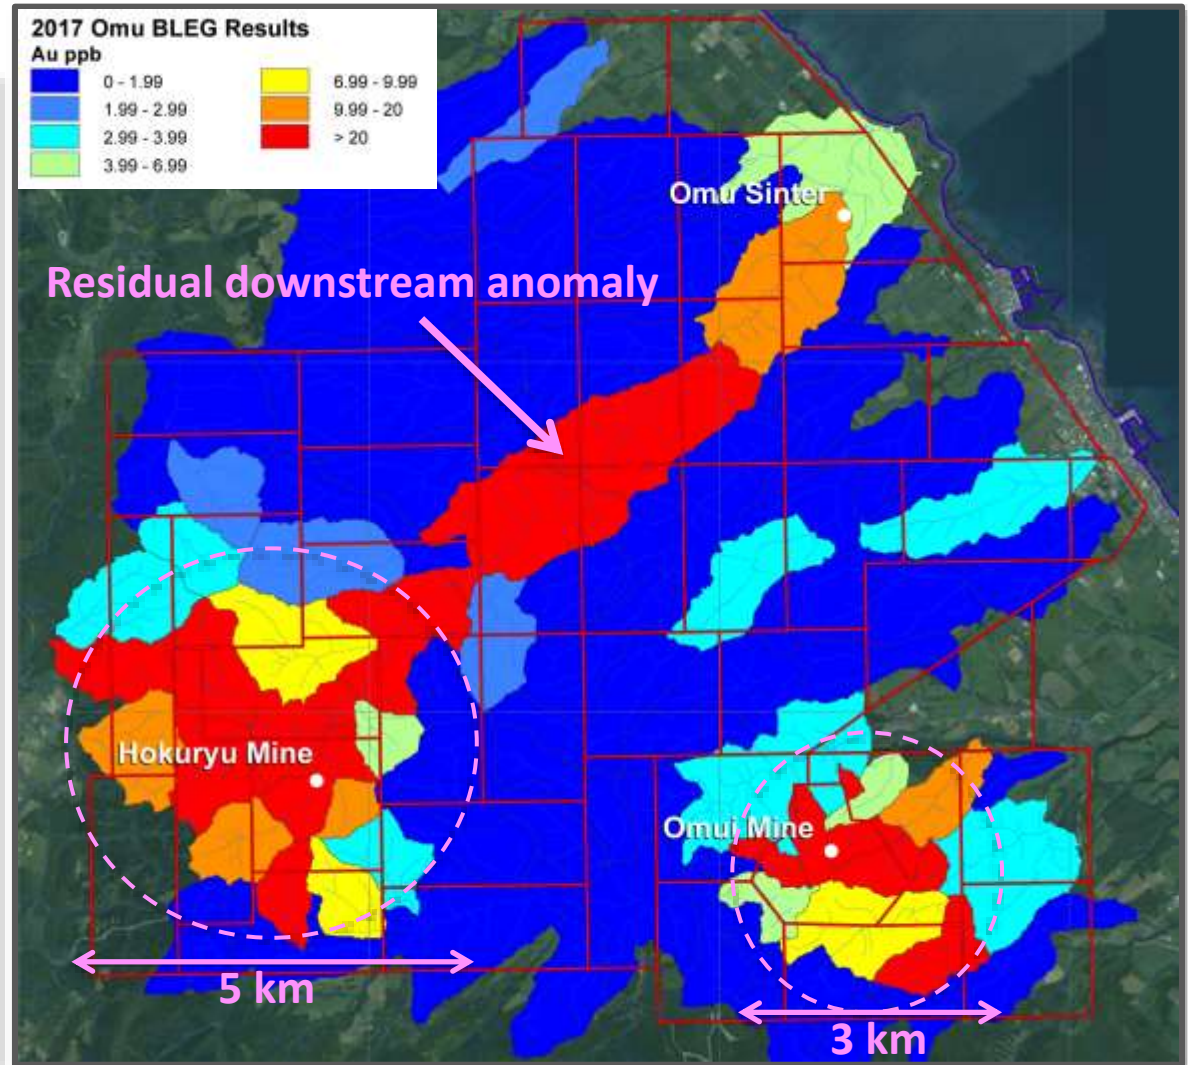 2017 Omu BLEG Results
Au ppb
0 - 1.99
1.99 - 2.99
2.99 - 3.99
3.99 - 6.99
6.99 - 9.99
9.99 - 20
> 20
Omu Sinter
Residual downstream anomaly
Hokuryu Mine
Omui Mine
5 km
3 km